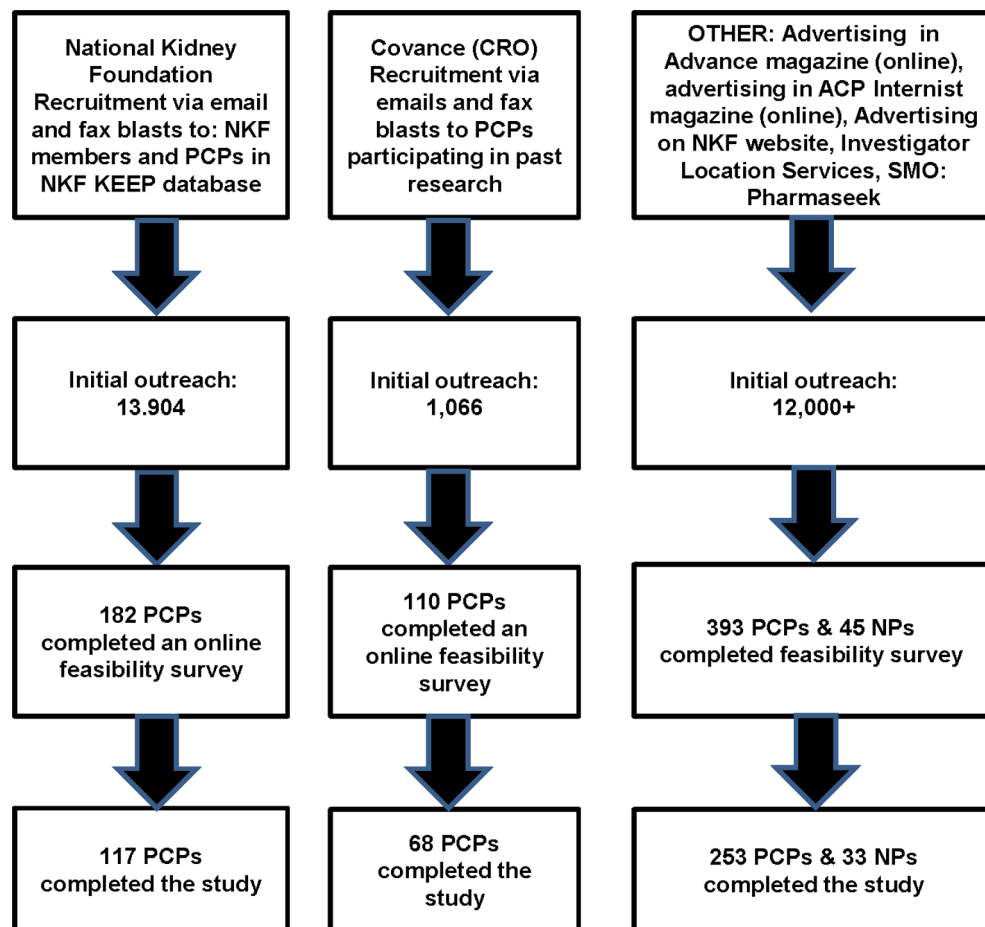 National Kidney
Foundation
Recruitment via email
and fax blasts to: NKF
members and PCPs in
NKF KEEP database
Covance (CRO)
Recruitment via
emails and fax
blasts to PCPs
participating in past
research
OTHER: Advertising in
Advance magazine (online),
advertising in ACP Internist
magazine (online), Advertising
on NKF website, Investigator
Location Services, SMO:
Pharmaseek
Initial outreach:
13.904
Initial outreach:
1,066
Initial outreach:
12,000+
182 PCPs
completed an online
feasibility survey
110 PCPs
completed an
online feasibility
survey
393 PCPs & 45 NPs
completed feasibility survey
117 PCPs
completed the study
68 PCPs
completed the
study
253 PCPs & 33 NPs
completed the study